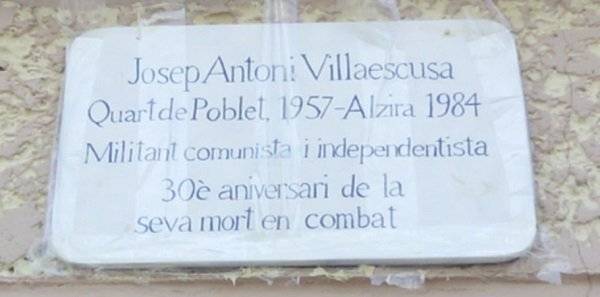 Josep Antoni Villaescusa
Quart de Poblet, 1957-Alzira 1984
Militant comunista i independentista
30è aniversari de la
seva mort en combat